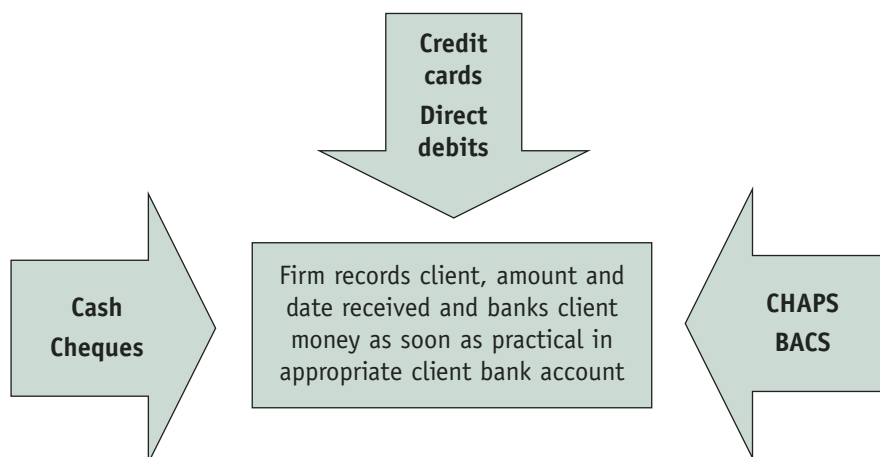 Credit
cards
Direct
debits
Cash
Cheques
Firm records client, amount and
date received and banks client
money as soon as practical in
appropriate client bank account
CHAPS
BACS